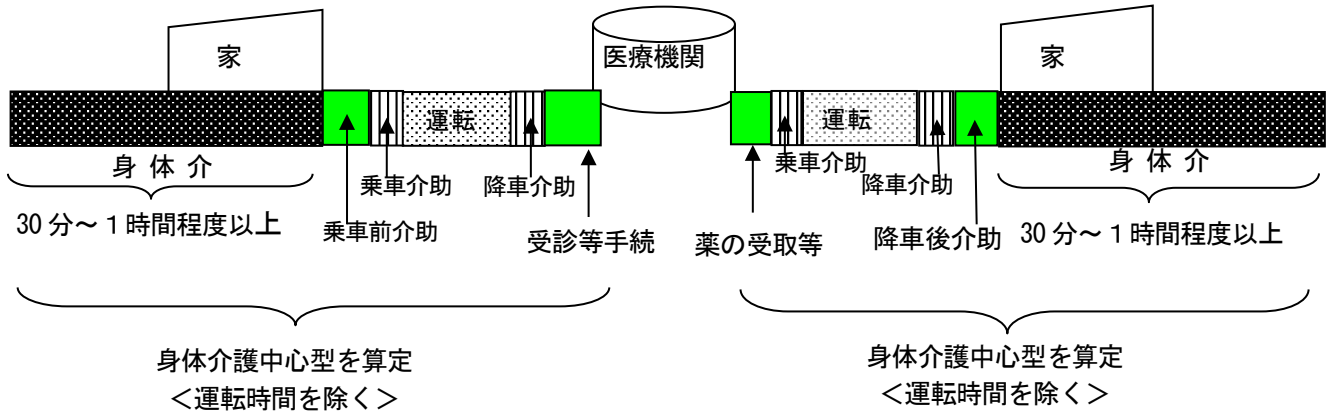 家
医療機関
家
運転
運転
身 体 介
乗車介助
降車介助
乗車介助
降車介助
身 体 介
30 分～１時間程度以上
乗車前介助
受診等手続
薬の受取等
降車後介助
30 分～１時間程度以上
身体介護中心型を算定
＜運転時間を除く＞
身体介護中心型を算定
＜運転時間を除く＞